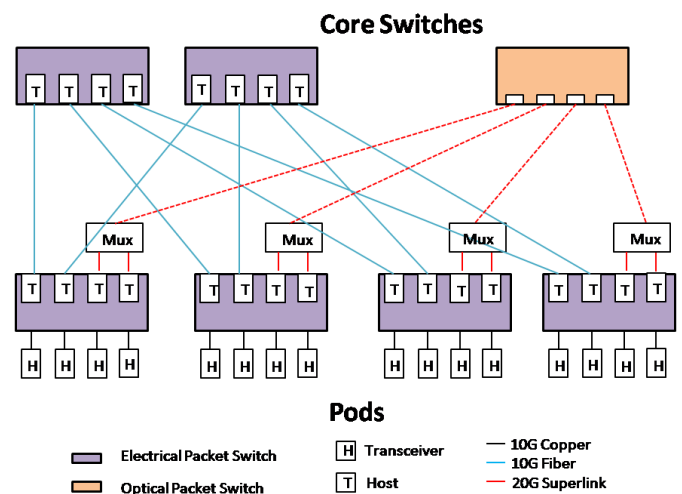 Core Switches
T T T T T T T T
Mux Mux Mux Mux
T T T T T T T T T T T T T T T T
H H H H H H H H H H H H H H H H
Pods
Electrical Packet Switch H Transceiver 10G Copper
10G Fiber
Optical Packet Switch T Host 20G Superlink